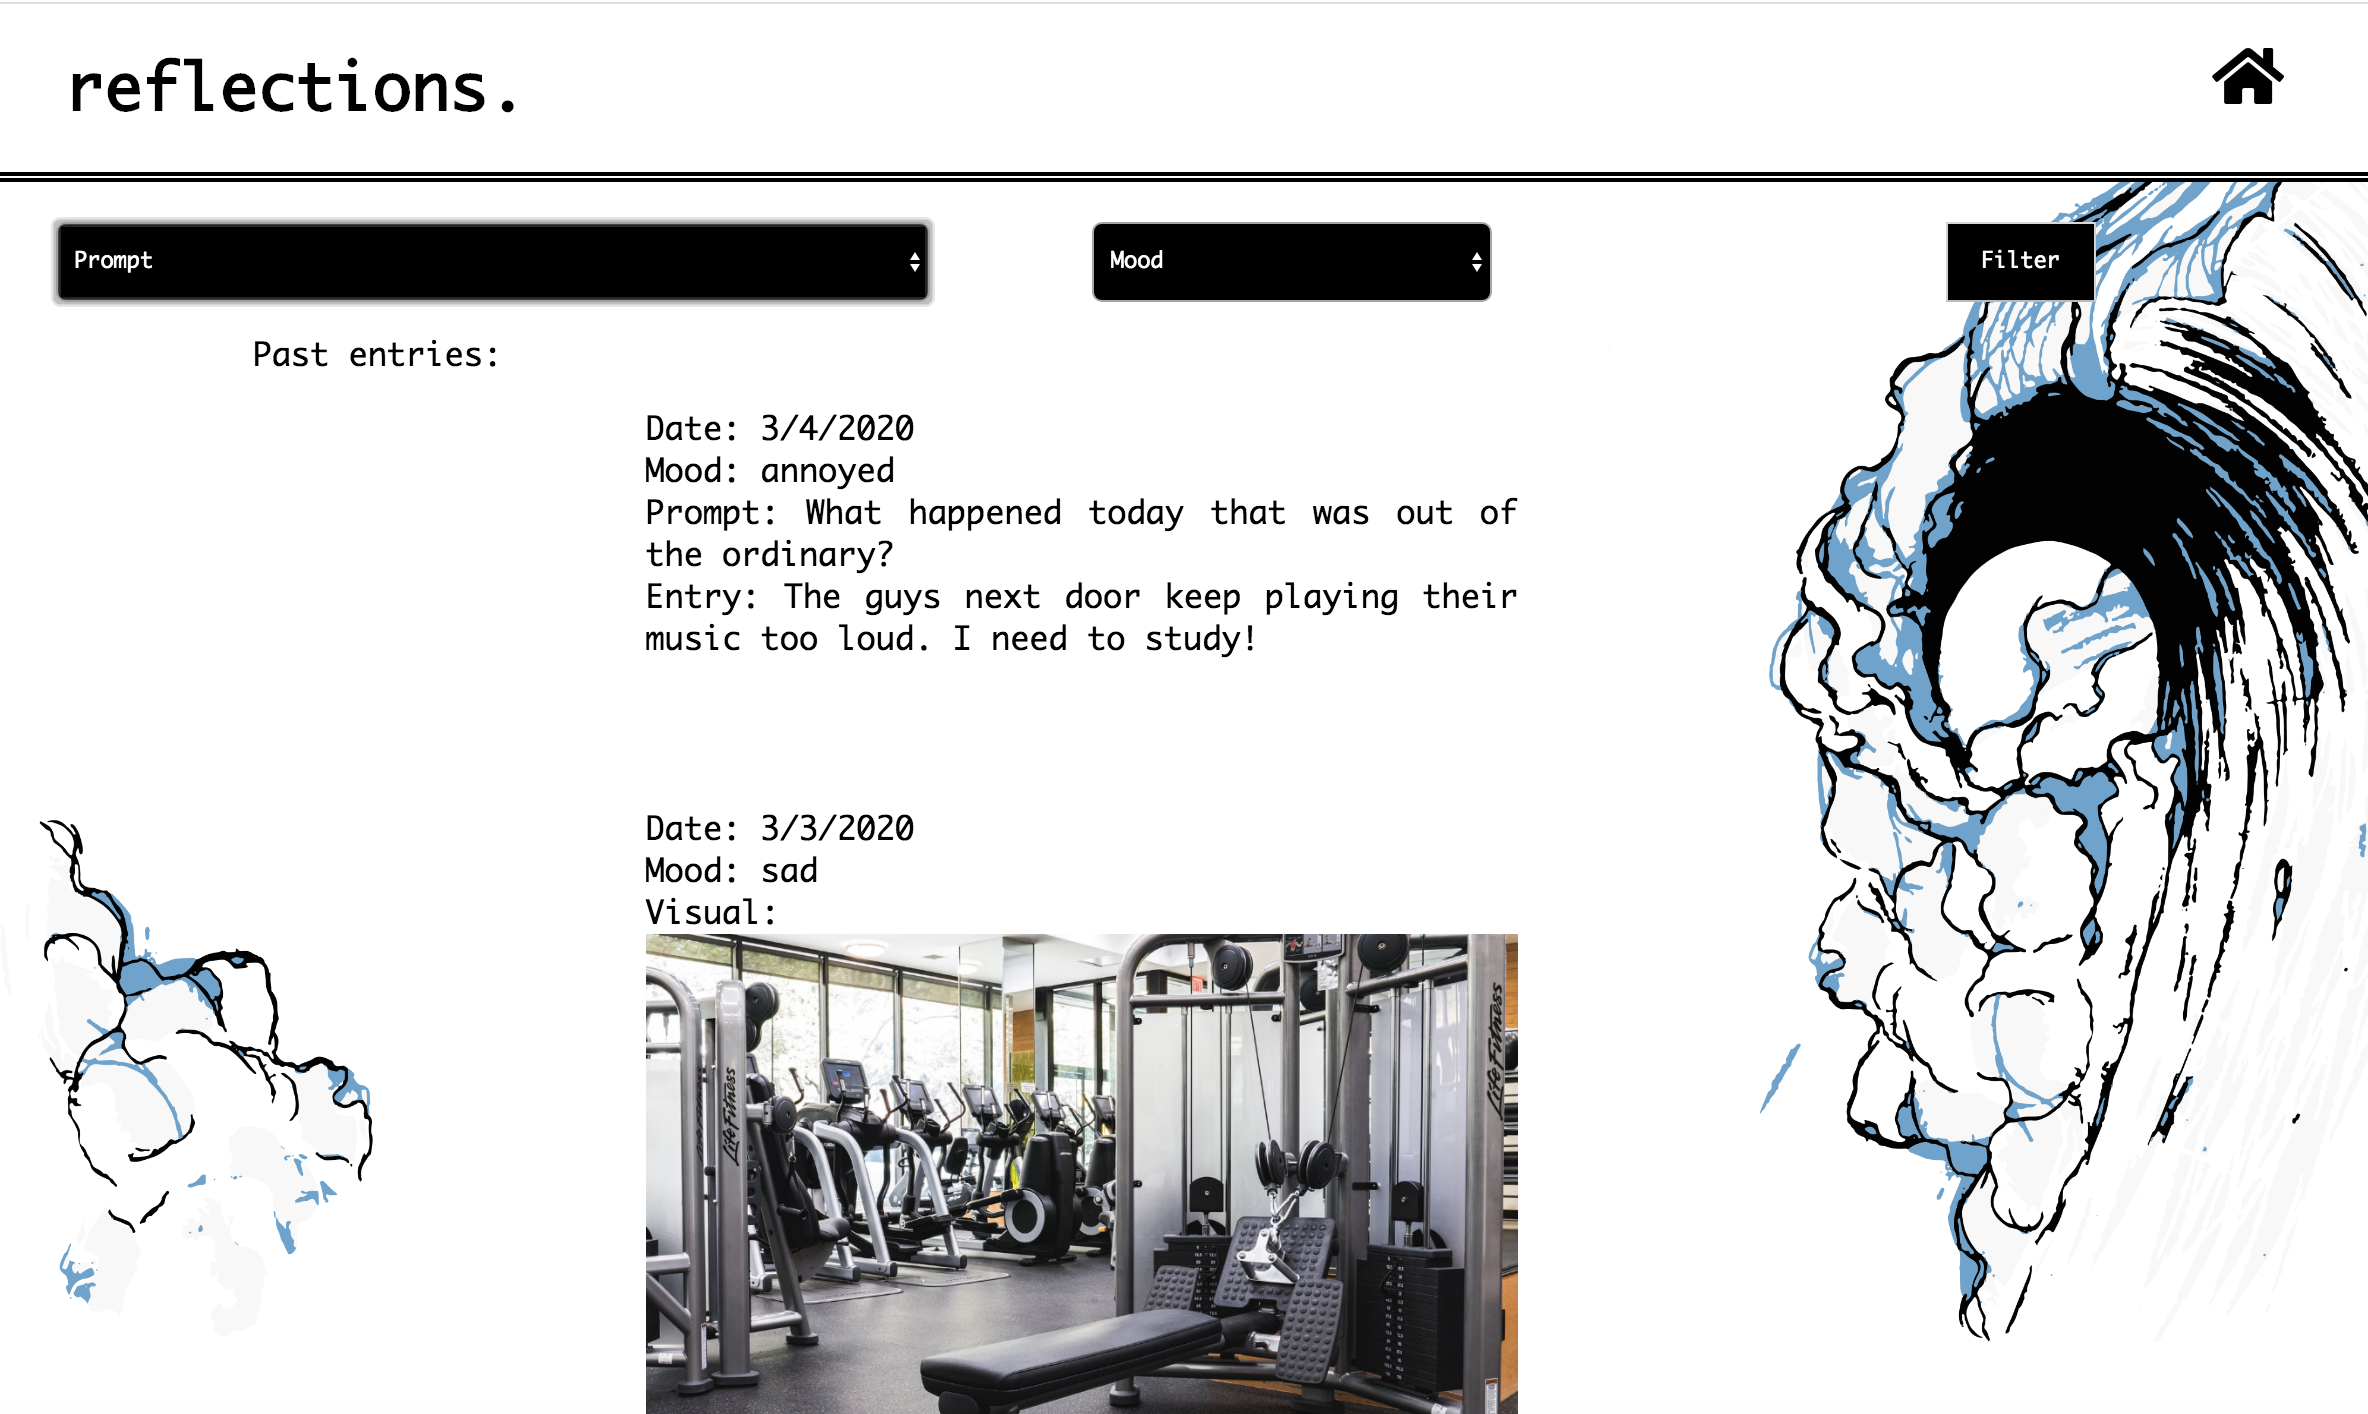 reflections.
Prompt
Mood
Filter
Past entries:
Date: 3/4/2020
Mood: annoyed
Prompt: What happened today that was out of
the ordinary?
Entry: The guys next door keep playing their
music too loud. I need to study!
Date: 3/3/2020
Mood: sad
Visual:
Life Fitness
Life Fitness